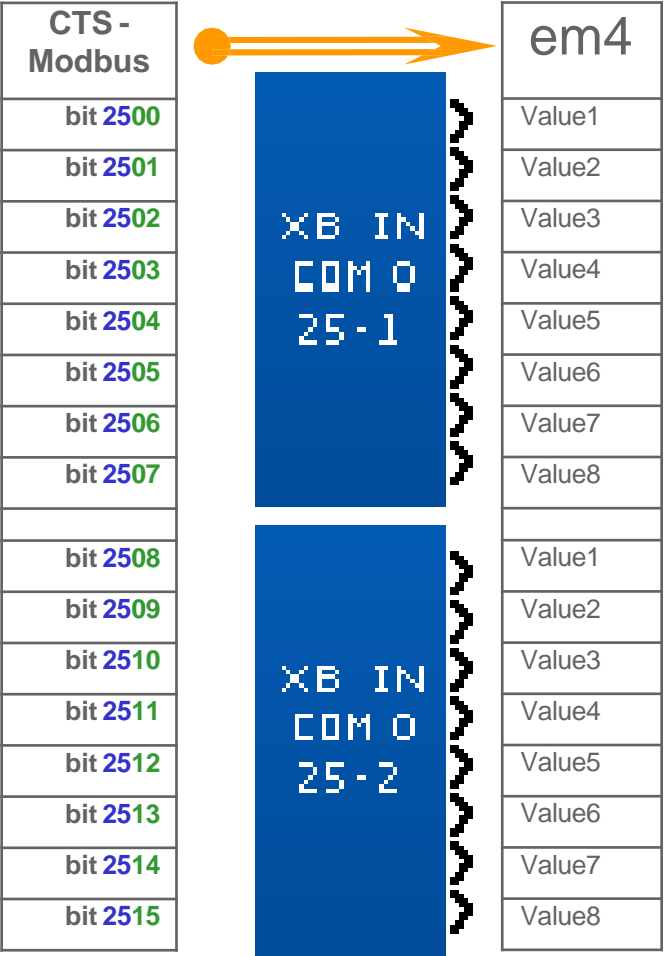 CTS -
Modbus
em4
bit 2500
Value1
bit 2501
Value2
bit 2502
Value3
bit 2503
Value4
bit 2504
Value5
bit 2505
Value6
bit 2506
Value7
bit 2507
Value8
XB IN
COM O
25-1
bit 2508
Value1
bit 2509
Value2
bit 2510
Value3
bit 2511
Value4
bit 2512
Value5
bit 2513
Value6
bit 2514
Value7
bit 2515
Value8
XB IN
COM O
25-2